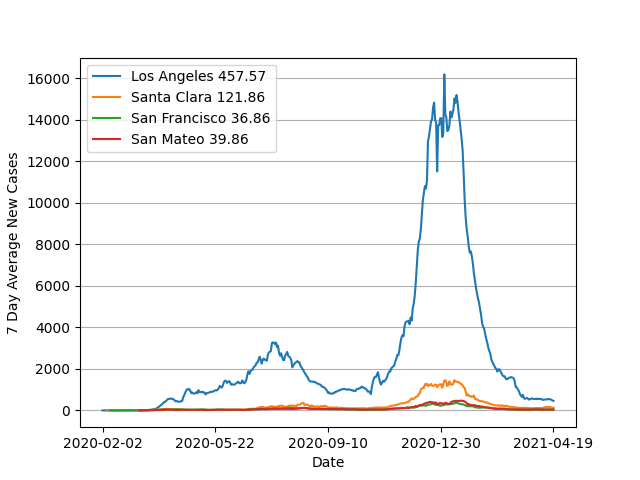 Los Angeles 457.57
Santa Clara 121.86
San Francisco 36.86
San Mateo 39.86
7 Day Average New Cases
16000
14000
12000
10000
8000
6000
4000
2000
0
2020-02-02 2020-05-22 2020-09-10 2020-12-30 2021-04-19
Date